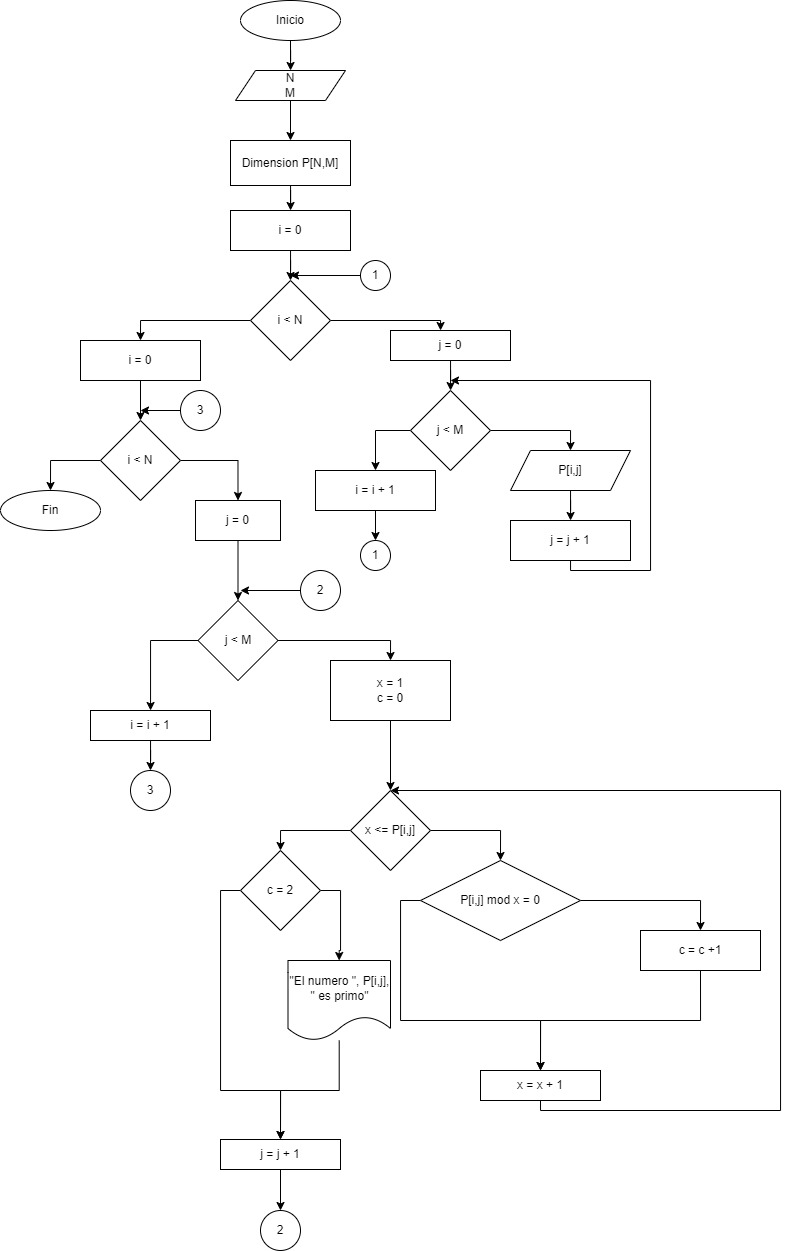 Inicio
N
M
Dimension P[N,M]
i = 0
1
i < N
i = 0
j = 0
3
j < M
i < N
P[i,j]
i = i + 1
Fin
j = 0
j = j + 1
1
2
j < M
x = 1
c = 0
i = i + 1
3
x <= P[i,j]
c = 2
P[i,j] mod x = 0
c = c +1
"El numero ", P[i,j],
" es primo"
x = x + 1
j = j + 1
2